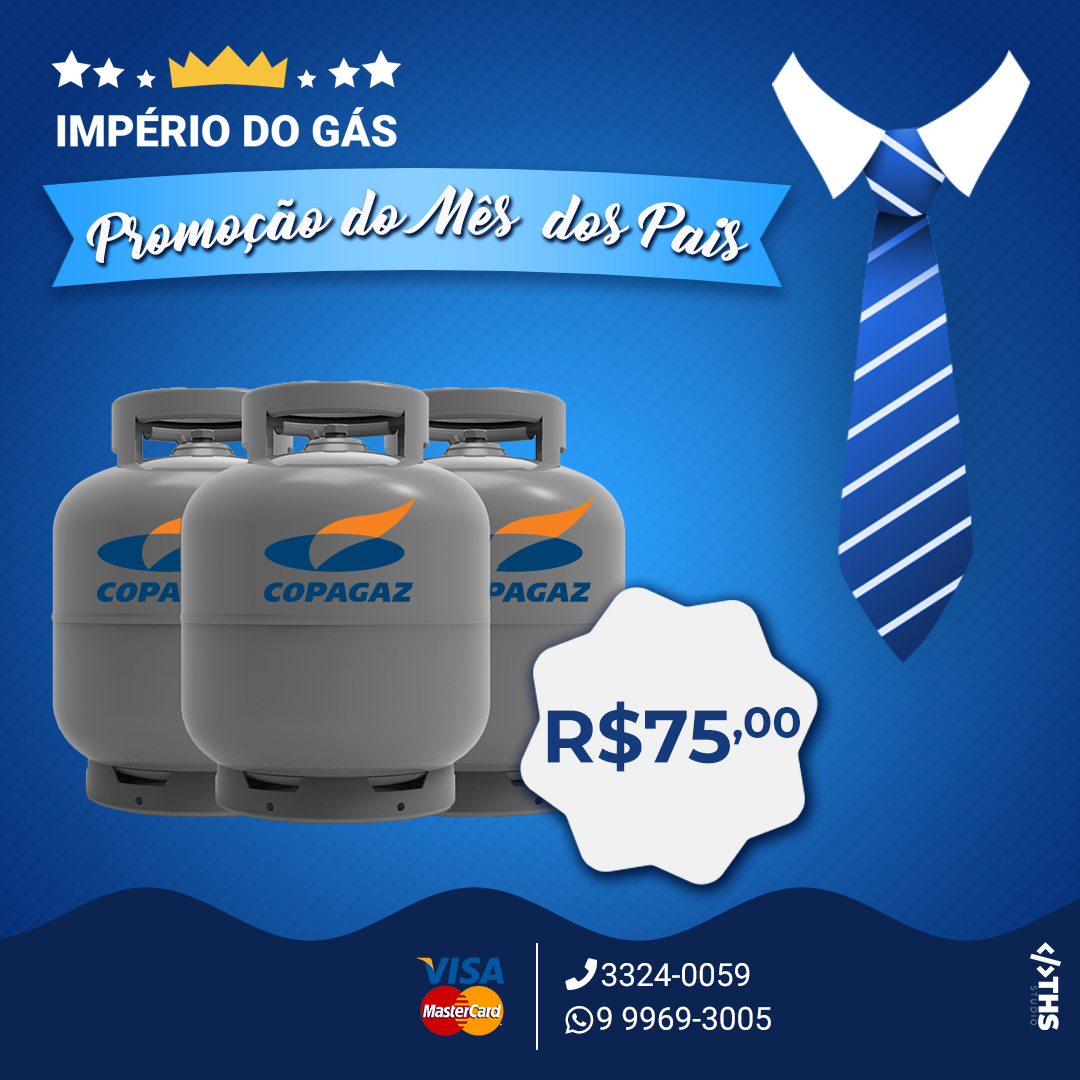 IMPÉRIO DO GÁS
Promoção do Mês dos Pais
COPAGAZ
COPA
PAGAZ
R$75,00
VISA
MasterCard
3324-0059
9 9969-3005
</>THS
STUDIO